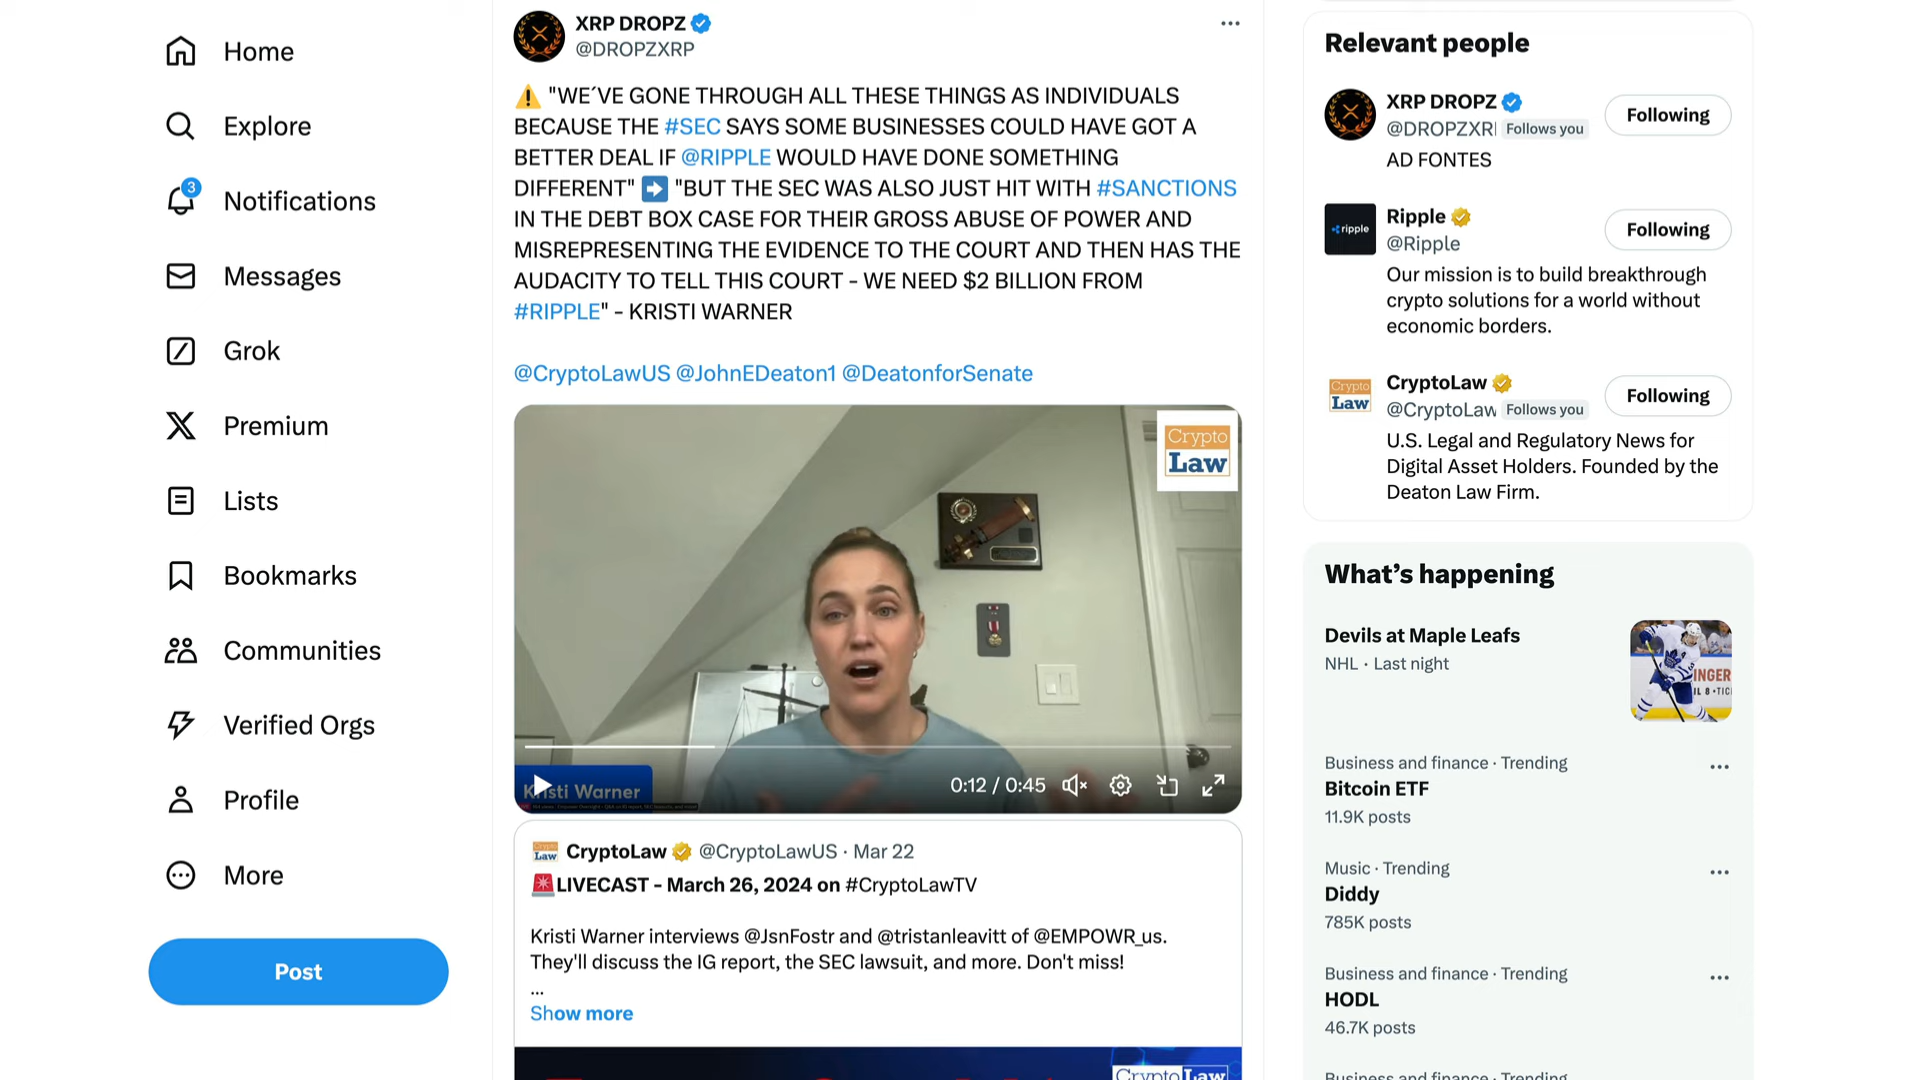 Home
Explore
3
Notifications
Messages
Grok
Premium
Lists
Bookmarks
Communities
Verified Orgs
Profile
More
Post
XRP DROPZ
@DROPZXRP
"WE´VE GONE THROUGH ALL THESE THINGS AS INDIVIDUALS
BECAUSE THE #SEC SAYS SOME BUSINESSES COULD HAVE GOT A
BETTER DEAL IF @RIPPLE WOULD HAVE DONE SOMETHING
DIFFERENT" ➡️ "BUT THE SEC WAS ALSO JUST HIT WITH #SANCTIONS
IN THE DEBT BOX CASE FOR THEIR GROSS ABUSE OF POWER AND
MISREPRESENTING THE EVIDENCE TO THE COURT AND THEN HAS THE
AUDACITY TO TELL THIS COURT - WE NEED $2 BILLION FROM
#RIPPLE" - KRISTI WARNER
@CryptoLawUS @JohnEDeaton1 @DeatonforSenate
Crypto
Law
Kristi Warner
0:12 / 0:45
Crypto
Law
CryptoLaw @CryptoLawUS · Mar 22
LIVECAST - March 26, 2024 on #CryptoLawTV
Kristi Warner interviews @JsnFostr and @tristanleavitt of @EMPOWR_us.
They'll discuss the IG report, the SEC lawsuit, and more. Don't miss!
...
Show more
Crypto Law
Relevant people
XRP DROPZ
@DROPZXRI Follows you
Following
AD FONTES
ripple
Ripple
@Ripple
Following
Our mission is to build breakthrough
crypto solutions for a world without
economic borders.
Crypto
Law
CryptoLaw
@CryptoLaw Follows you
Following
U.S. Legal and Regulatory News for
Digital Asset Holders. Founded by the
Deaton Law Firm.
What's happening
Devils at Maple Leafs
NHL · Last night
INGER
Business and finance · Trending
Bitcoin ETF
11.9K posts
Music · Trending
Diddy
785K posts
Business and finance · Trending
HODL
46.7K posts
Business and finance · Trending